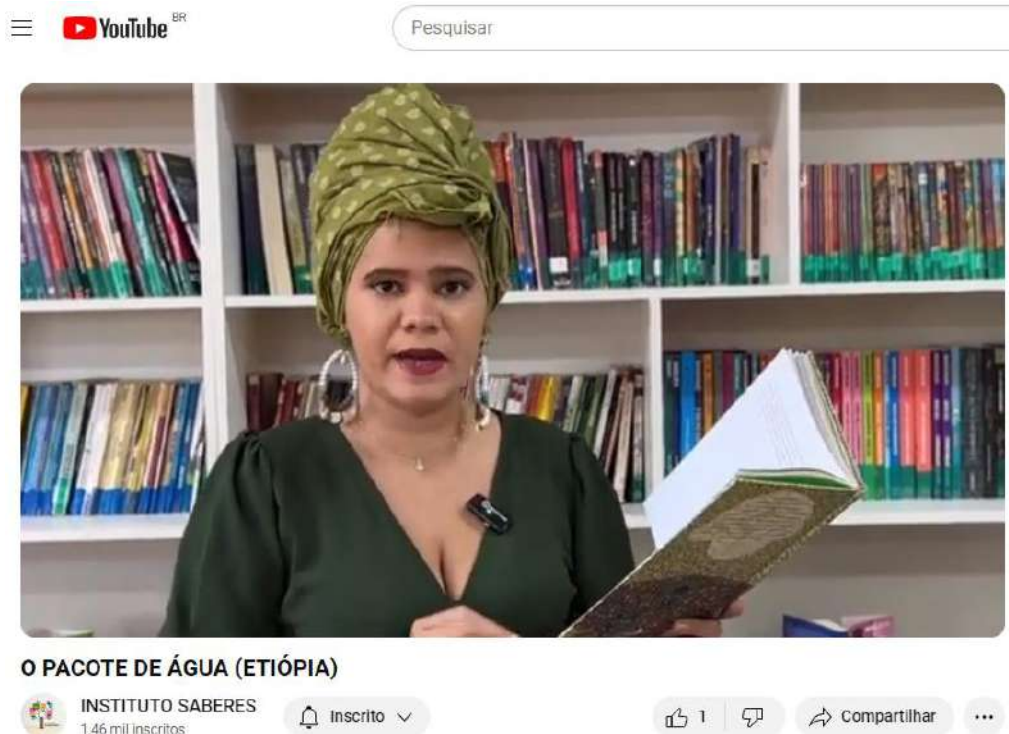 YouTube BR
Pesquisar
O PACOTE DE ÁGUA (ETIÓPIA)
INSTITUTO SABERES
1,46 mil inscritos
Inscrito
1
Compartilhar